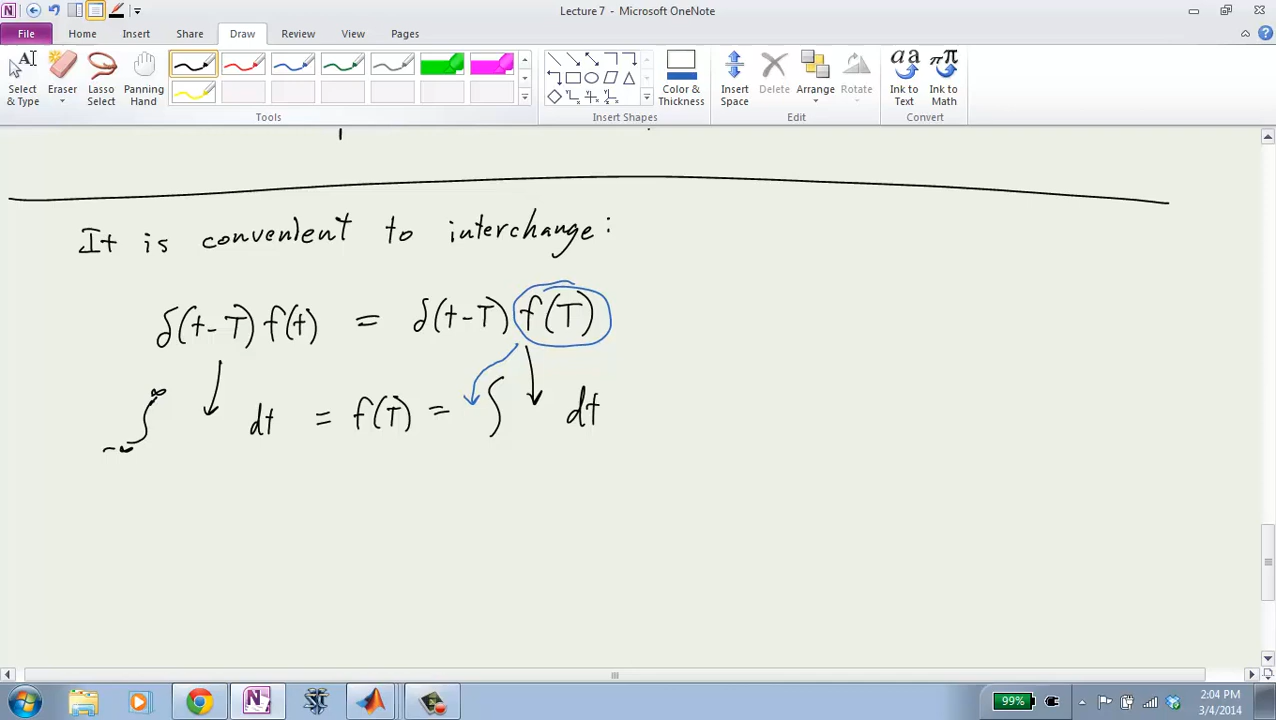 Lecture 7 - Microsoft OneNote
File Home Insert Share Draw Review View Pages
Select & Type
Eraser
Lasso Select
Panning Hand
Color & Thickness
Insert Space
Delete
Arrange
Rotate
Ink to Text
Ink to Math
Tools Insert Shapes Edit Convert
It is convenient to interchange:
δ(t-T) f(t) = δ(t-T) f(T)
∫ -∞ ∞ dt = f(T) = ∫ dt
99%
2:04 PM
3/4/2014